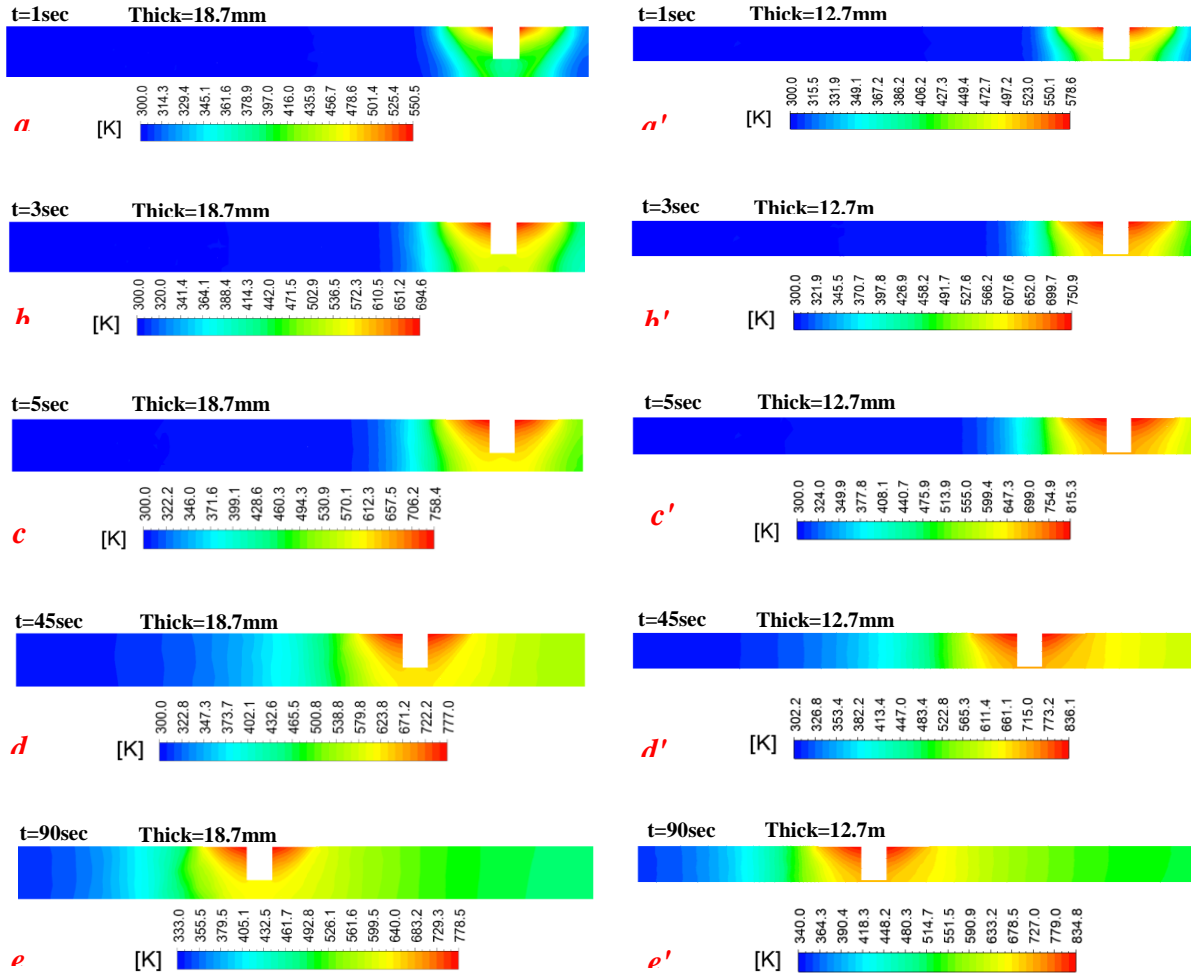 t=1sec Thick=18.7mm
300.0 314.3 329.4 345.1 361.6 378.9 397.0 416.0 435.9 456.7 478.6 501.4 525.4 550.5
a [K]
t=1sec Thick=12.7mm
300.0 315.5 331.9 349.1 367.2 386.2 406.2 427.3 449.4 472.7 497.2 523.0 550.1 578.6
a' [K]
t=3sec Thick=18.7mm
300.0 320.0 341.4 364.1 388.4 414.3 442.0 471.5 502.9 536.5 572.3 610.5 651.2 694.6
b [K]
t=3sec Thick=12.7m
300.0 321.9 345.5 370.7 397.8 426.9 458.2 491.7 527.6 566.2 607.6 652.0 699.7 750.9
b' [K]
t=5sec Thick=18.7mm
300.0 322.2 346.0 371.6 399.1 428.6 460.3 494.3 530.9 570.1 612.3 657.5 706.2 758.4
c [K]
t=5sec Thick=12.7mm
300.0 324.0 349.9 377.8 408.1 440.7 475.9 513.9 555.0 599.4 647.3 699.0 754.9 815.3
c' [K]
t=45sec Thick=18.7mm
300.0 322.8 347.3 373.7 402.1 432.6 465.5 500.8 538.8 579.8 623.8 671.2 722.2 777.0
d [K]
t=45sec Thick=12.7mm
302.2 326.8 353.4 382.2 413.4 447.0 483.4 522.8 565.3 611.4 661.1 715.0 773.2 836.1
d' [K]
t=90sec Thick=18.7mm
333.0 355.5 379.5 405.1 432.5 461.7 492.8 526.1 561.6 599.5 640.0 683.2 729.3 778.5
e [K]
t=90sec Thick=12.7m
340.0 364.3 390.4 418.3 448.2 480.3 514.7 551.5 590.9 633.2 678.5 727.0 779.0 834.8
e' [K]